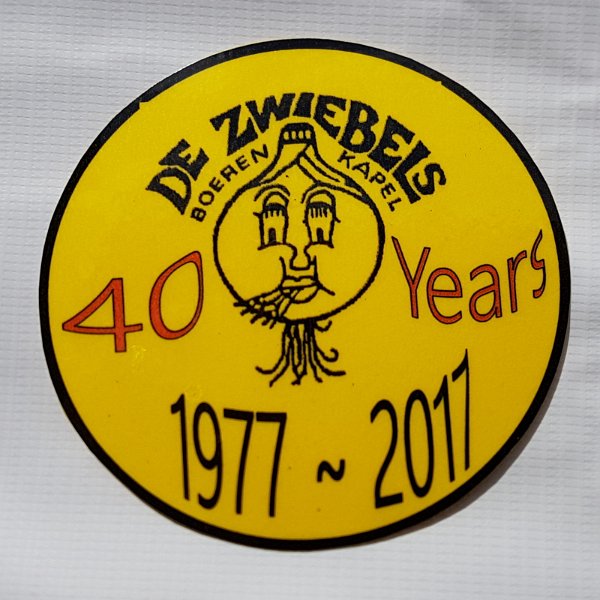 DE ZWIEBELS
BOEREN KAPEL
40 Years
1977 ~ 2017